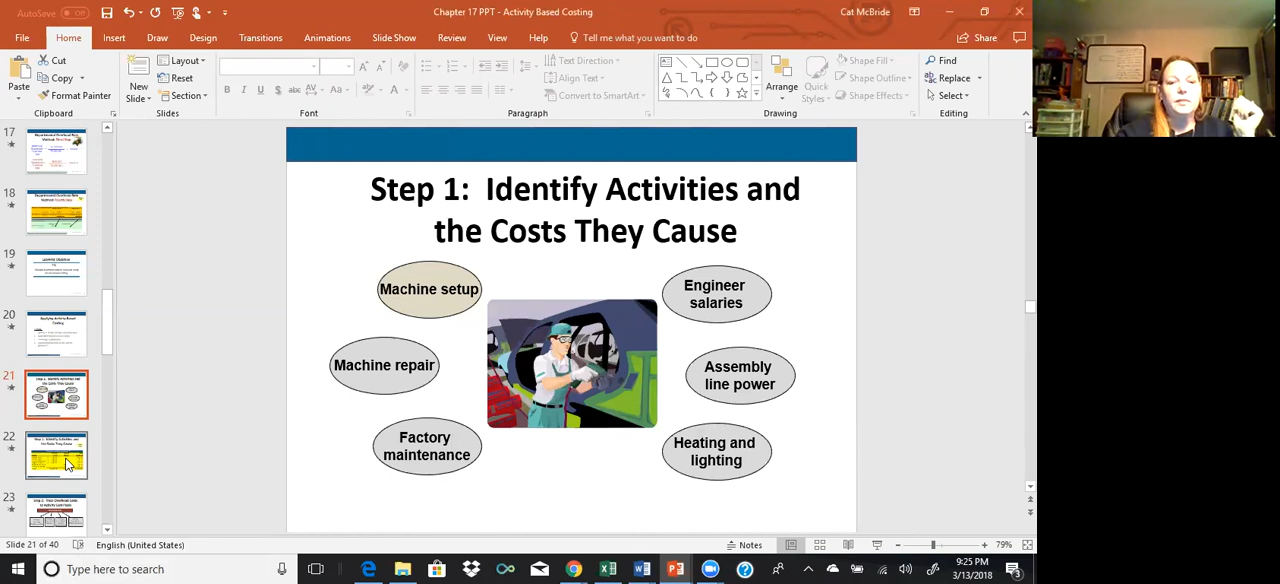 AutoSave Off
Chapter 17 PPT - Activity Based Costing
Cat McBride
File Home Insert Draw Design Transitions Animations Slide Show Review View Help Tell me what you want to do
Share
Paste
Cut
Copy
Format Painter
Clipboard
New
Slide
Layout
Reset
Section
Slides
B I U S abc AV Aa A
Font
Text Direction
Align Text
Convert to SmartArt
Paragraph
Arrange
Quick
Styles
Shape Fill
Shape Outline
Shape Effects
Drawing
Find
Replace
Select
Editing
17
18
19
20
21
22
23
Step 1: Identify Activities and
the Costs They Cause
Machine setup
Engineer
salaries
Machine repair
Assembly
line power
Factory
maintenance
Heating and
lighting
Slide 21 of 40
English (United States)
Notes
79%
Type here to search
9:25 PM
3/13/2018
3